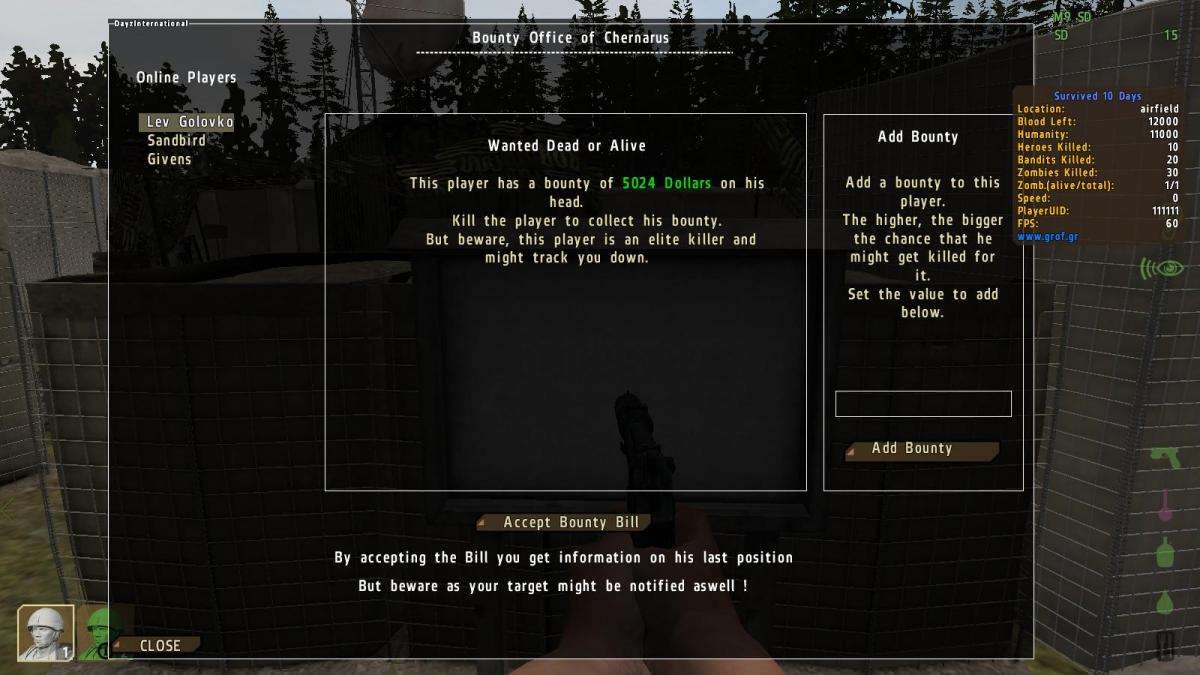 DayzInternational
Bounty Office of Chernarus
Online Players
Lev Golovko
Sandbird
Givens
Wanted Dead or Alive
This player has a bounty of 5024 Dollars on his
head.
Kill the player to collect his bounty.
But beware, this player is an elite killer and
might track you down.
Add Bounty
Add a bounty to this
player.
The higher, the bigger
the chance that he
might get killed for
it.
Set the value to add
below.
Add Bounty
Accept Bounty Bill
By accepting the Bill you get information on his last position
But beware as your target might be notified aswell !
CLOSE
1
M9 SD
SD 15
Survived 10 Days
Location: airfield
Blood Left: 12000
Humanity: 11000
Heroes Killed: 10
Bandits Killed: 20
Zombies Killed: 30
Zomb.(alive/total): 1/1
Speed: 0
PlayerUID: 111111
FPS: 60
www.grof.gr